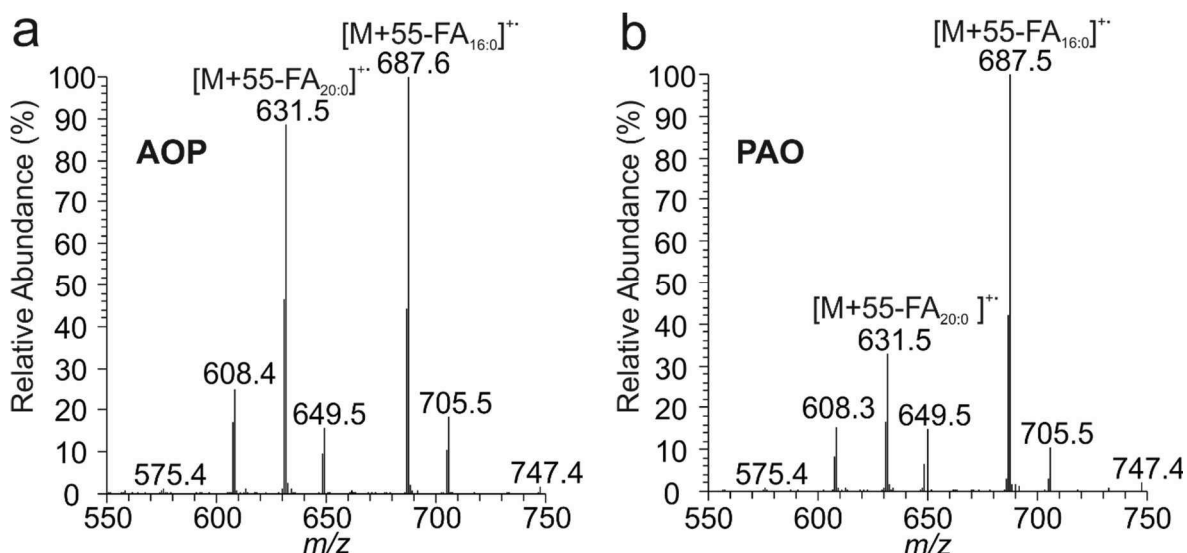 a
[M+55-FA16:0]+·
687.6
[M+55-FA20:0]+·
631.5
AOP
608.4
649.5
705.5
575.4
747.4
Relative Abundance (%)
100
90
80
70
60
50
40
30
20
10
0
550 600 650 700 750
m/z
b
[M+55-FA16:0]+·
687.5
PAO
[M+55-FA20:0 ]+·
631.5
608.3
649.5
705.5
575.4
747.4
Relative Abundance (%)
100
90
80
70
60
50
40
30
20
10
0
550 600 650 700 750
m/z